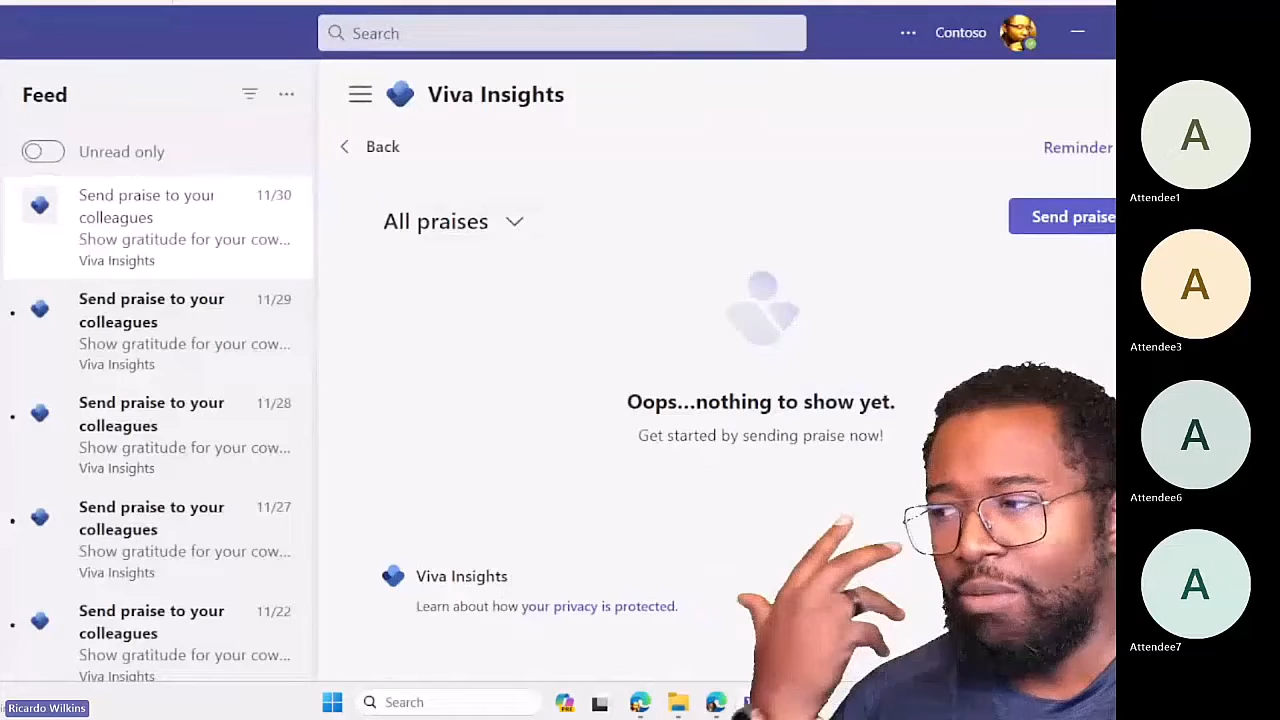 Search
Contoso
Feed
Unread only
Send praise to your
colleagues
11/30
Show gratitude for your cow...
Viva Insights
Send praise to your
colleagues
11/29
Show gratitude for your cow...
Viva Insights
Send praise to your
colleagues
11/28
Show gratitude for your cow...
Viva Insights
Send praise to your
colleagues
11/27
Show gratitude for your cow...
Viva Insights
Send praise to your
colleagues
11/22
Show gratitude for your cow...
Viva Insights
Viva Insights
Back
Reminder
All praises
Send praise
Oops...nothing to show yet.
Get started by sending praise now!
Viva Insights
Learn about how your privacy is protected.
Search
PRE
Ricardo Wilkins
A
Attendee1
A
Attendee3
A
Attendee6
A
Attendee7